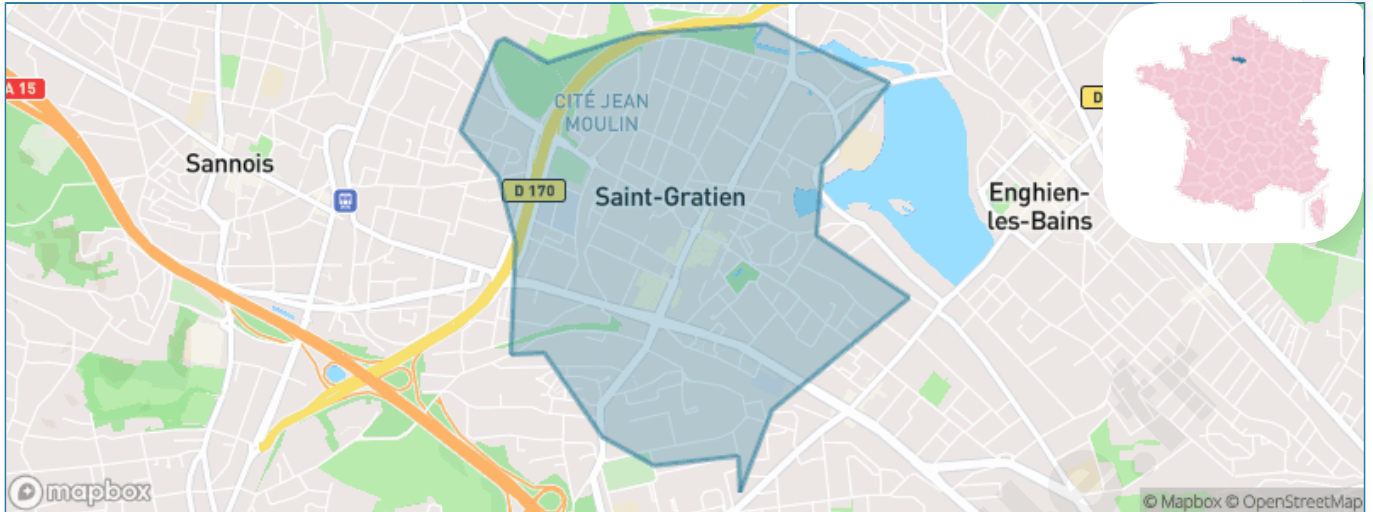 A 15
CITÉ JEAN
MOULIN
D
Sannois
D 170
Saint-Gratien
Enghien-
les-Bains
mapbox
© Mapbox © OpenStreetMap